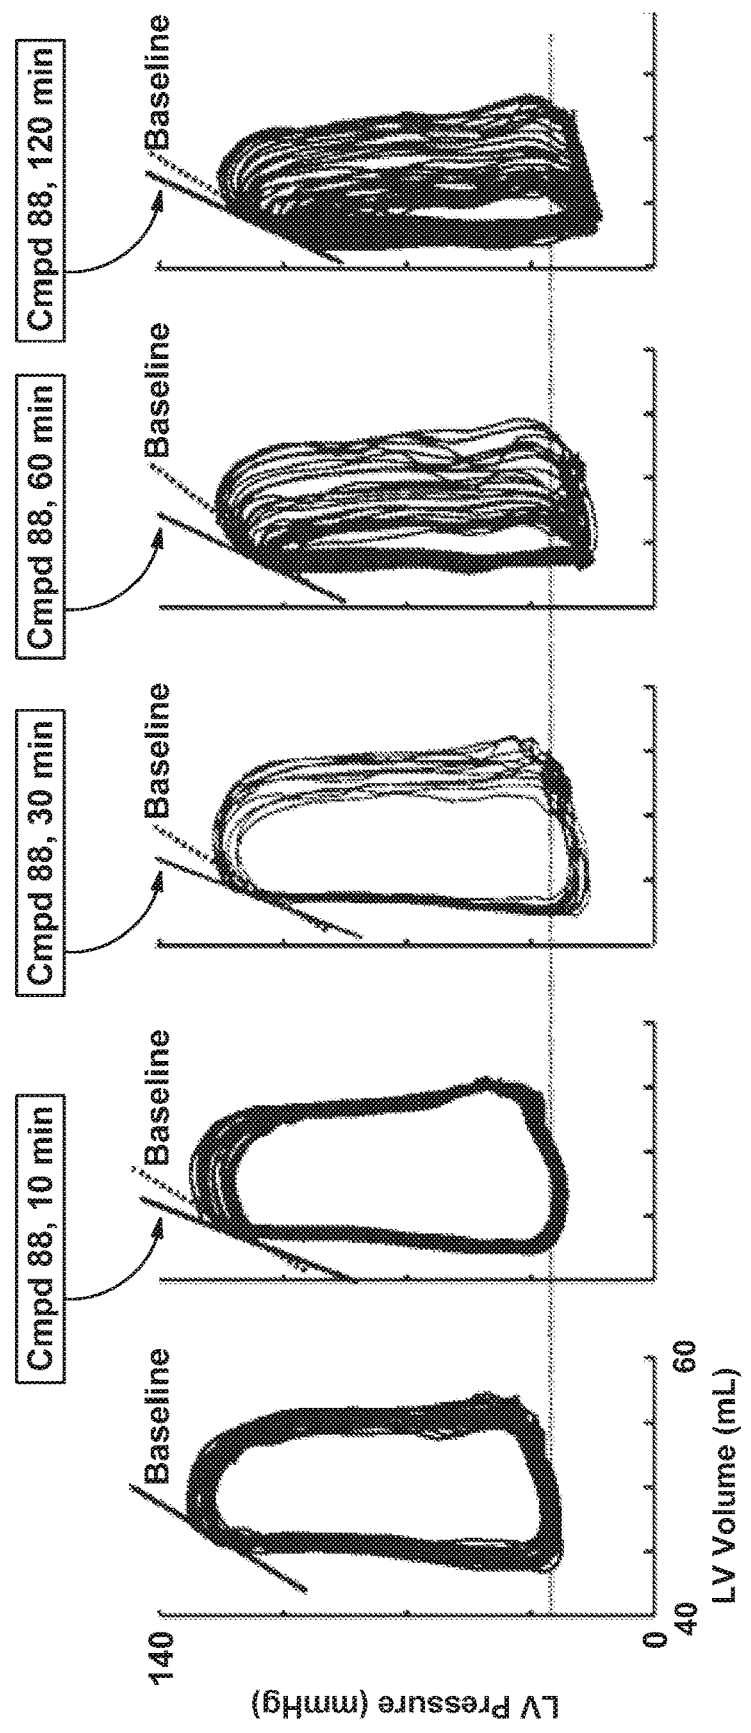 Cmpd 88, 10 min
Cmpd 88, 30 min
Cmpd 88, 60 min
Cmpd 88, 120 min
Baseline
Baseline
Baseline
Baseline
Baseline
140
0
LV Pressure (mmHg)
40
60
LV Volume (mL)